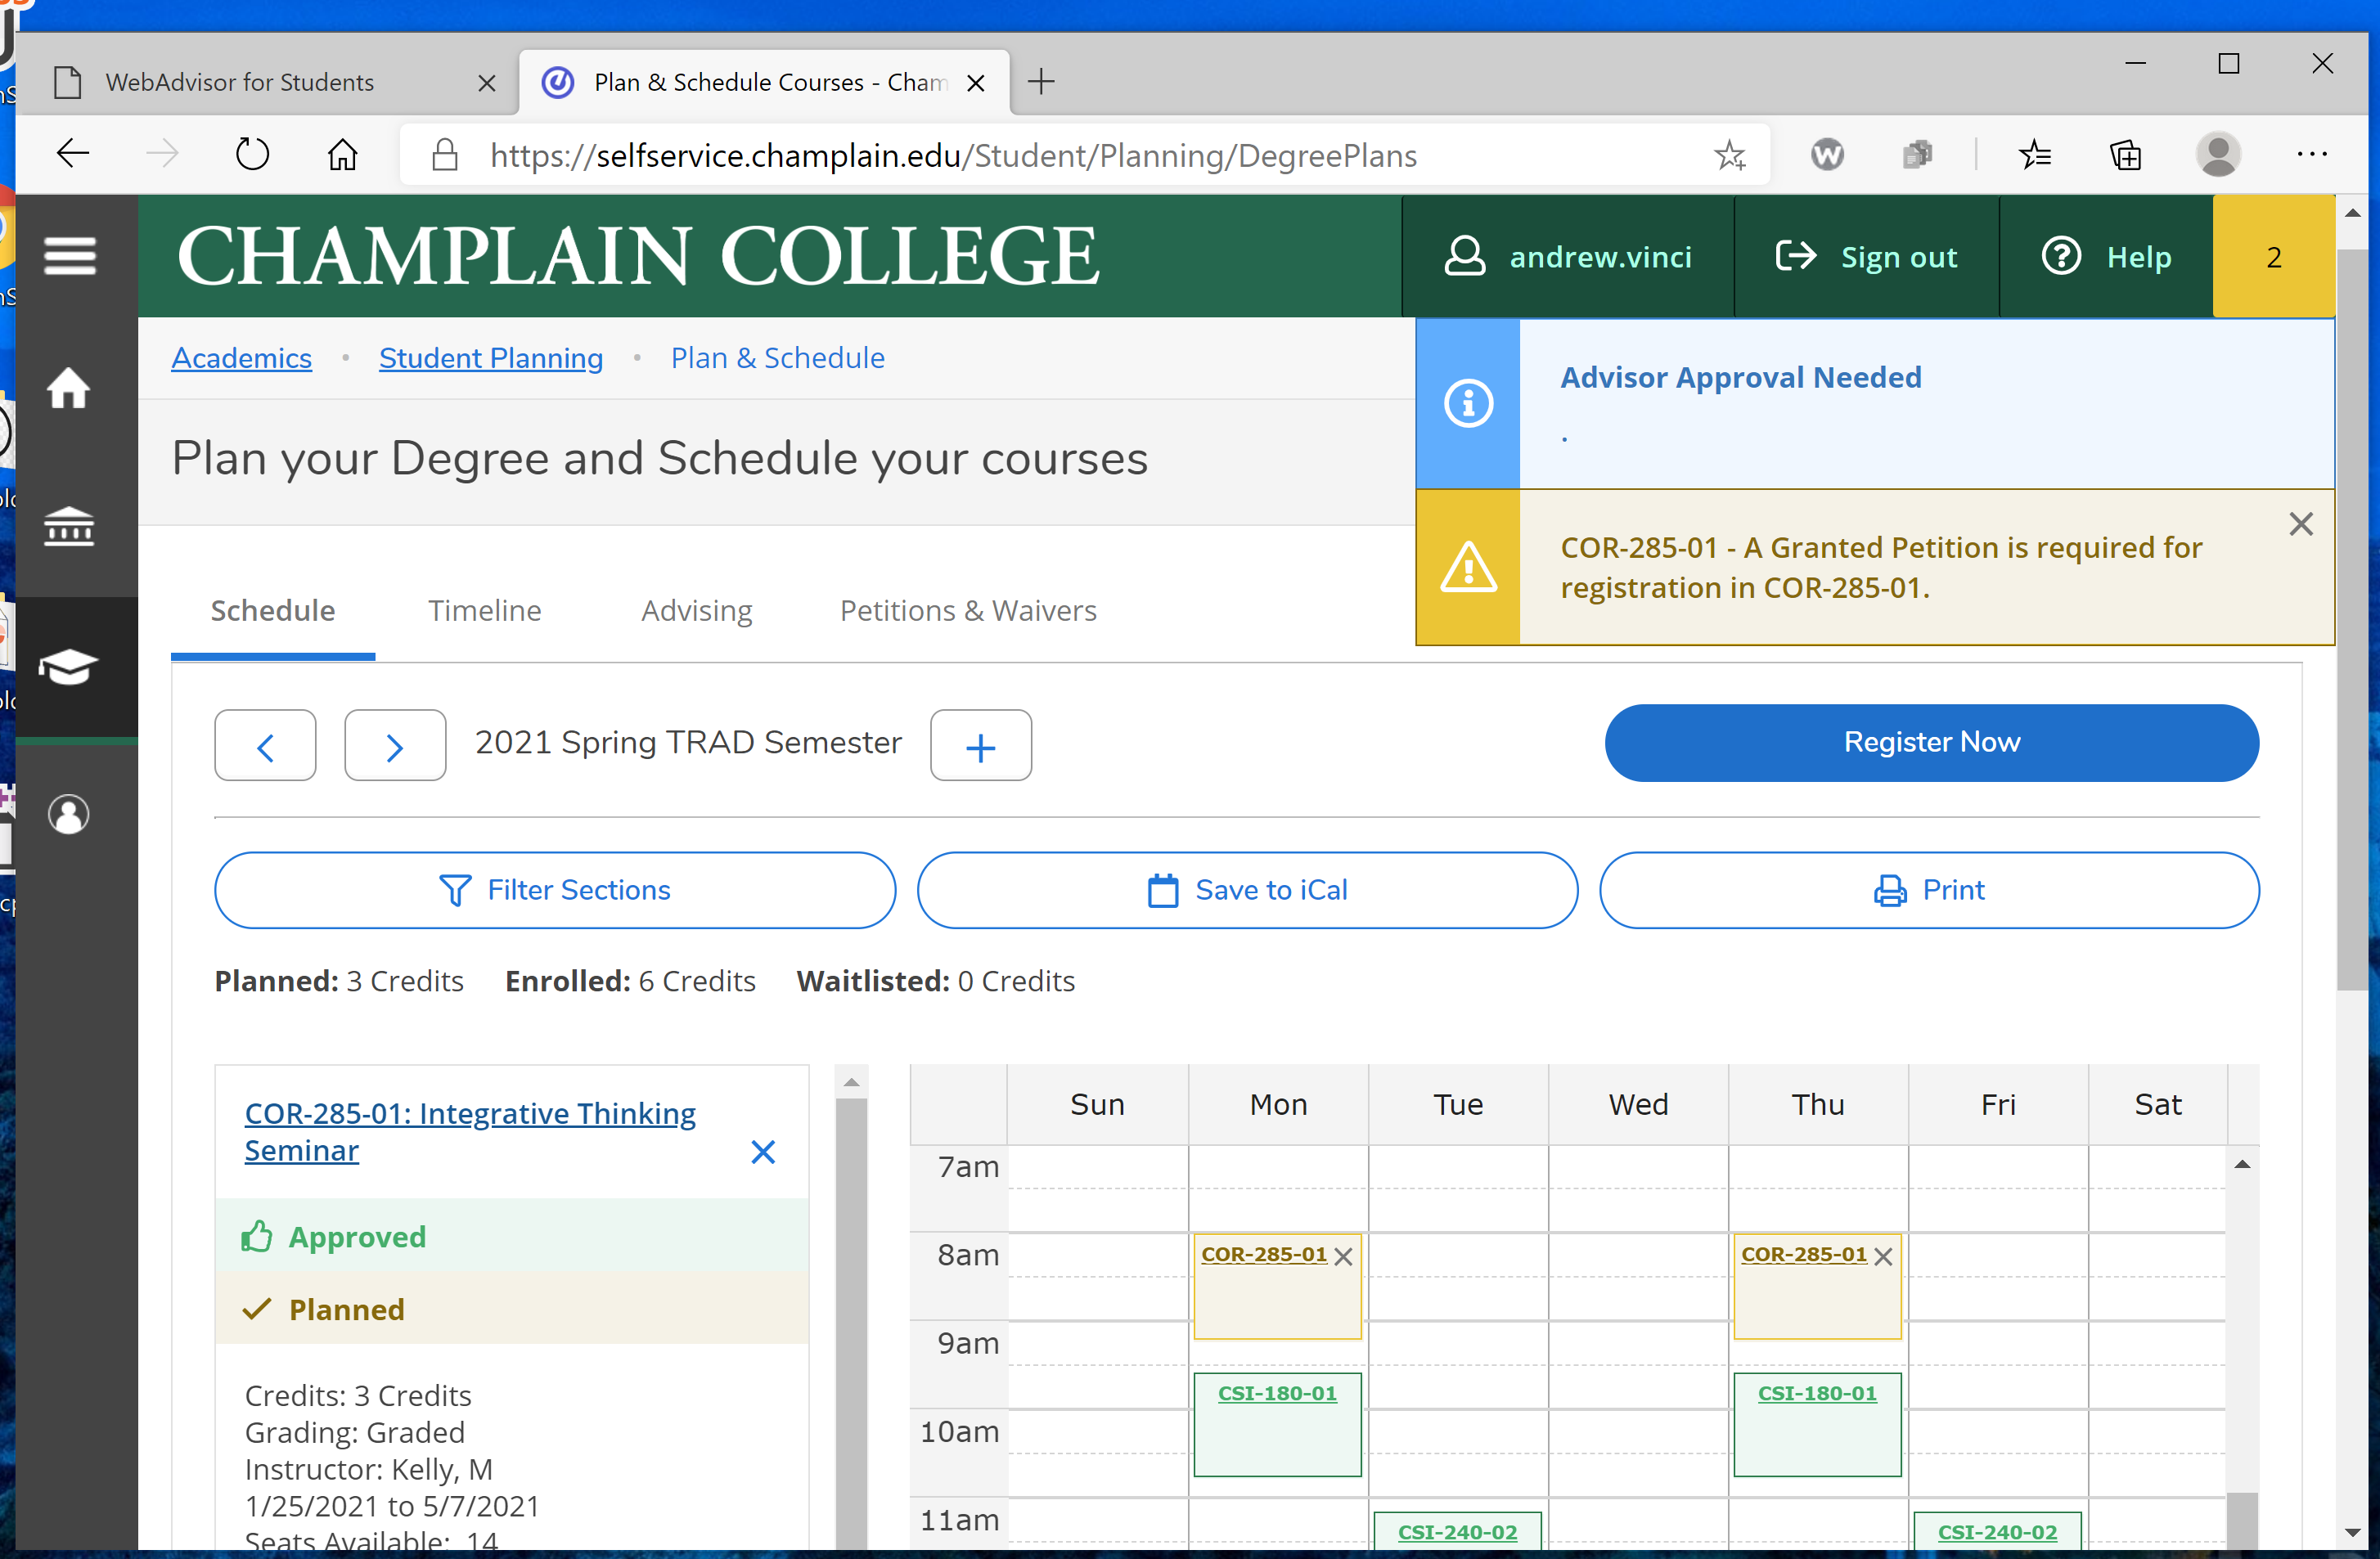 WebAdvisor for Students
Plan & Schedule Courses - Cham
https://selfservice.champlain.edu/Student/Planning/DegreePlans
W
CHAMPLAIN COLLEGE
andrew.vinci
Sign out
Help
2
Academics • Student Planning • Plan & Schedule
Advisor Approval Needed
.
Plan your Degree and Schedule your courses
COR-285-01 - A Granted Petition is required for
registration in COR-285-01.
Schedule
Timeline
Advising
Petitions & Waivers
2021 Spring TRAD Semester
Register Now
Filter Sections
Save to iCal
Print
Planned: 3 Credits Enrolled: 6 Credits Waitlisted: 0 Credits
COR-285-01: Integrative Thinking
Seminar
Approved
Planned
Credits: 3 Credits
Grading: Graded
Instructor: Kelly, M
1/25/2021 to 5/7/2021
Seats Available: 14
Sun Mon Tue Wed Thu Fri Sat
7am
8am
COR-285-01
COR-285-01
9am
CSI-180-01
CSI-180-01
10am
11am
CSI-240-02
CSI-240-02